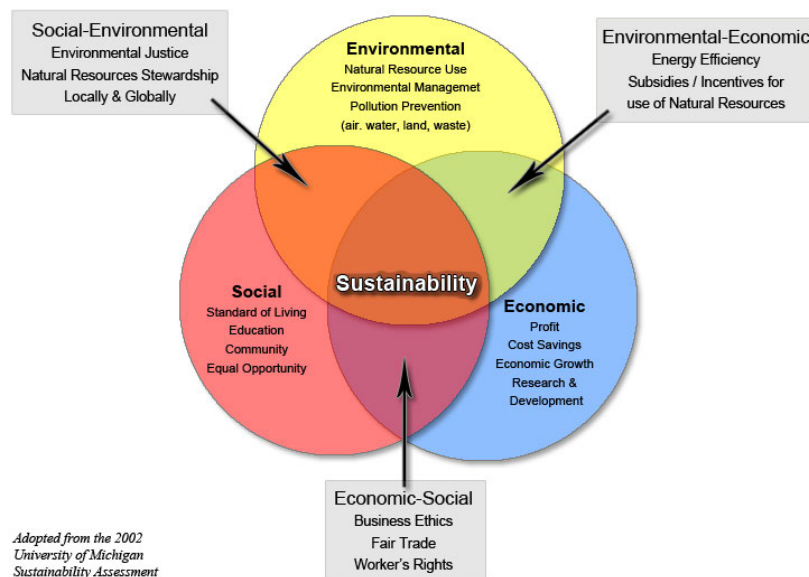 Social-Environmental
Environmental Justice
Natural Resources Stewardship
Locally & Globally
Environmental
Natural Resource Use
Environmental Managemet
Pollution Prevention
(air. water, land, waste)
Environmental-Economic
Energy Efficiency
Subsidies / Incentives for
use of Natural Resources
Sustainability
Social
Standard of Living
Education
Community
Equal Opportunity
Economic
Profit
Cost Savings
Economic Growth
Research &
Development
Economic-Social
Business Ethics
Fair Trade
Worker's Rights
Adopted from the 2002
University of Michigan
Sustainability Assessment